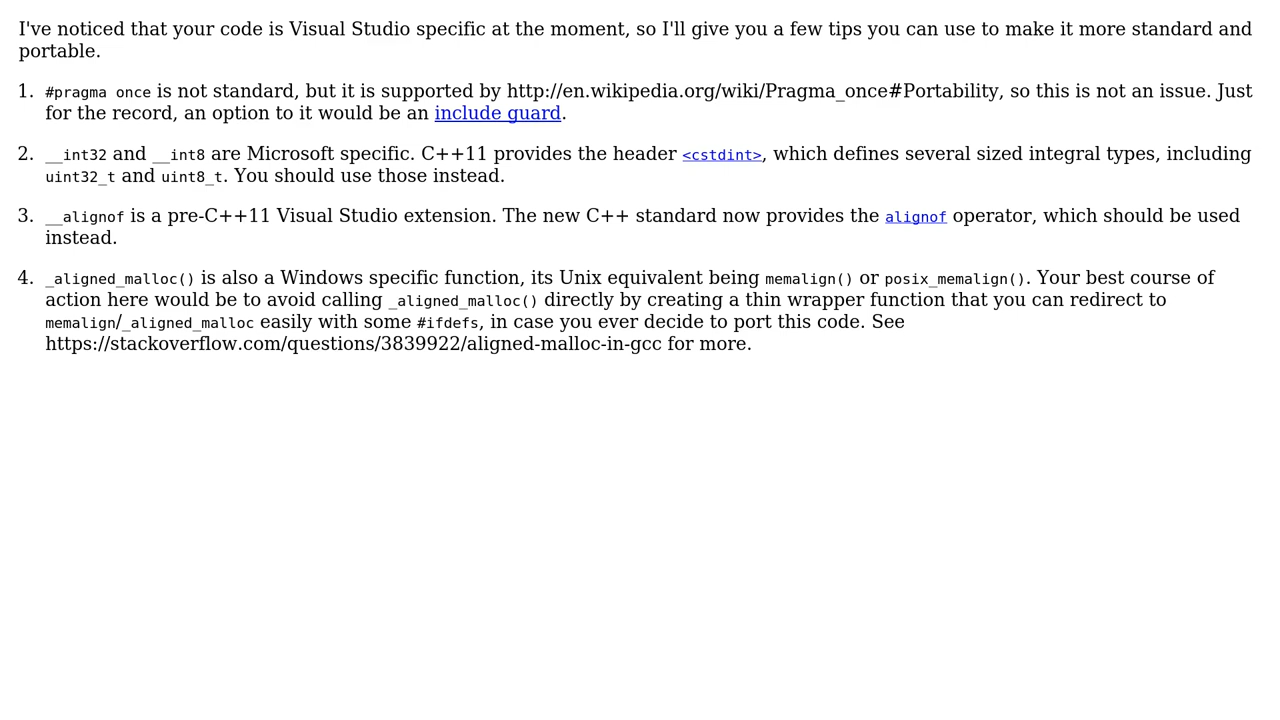 I've noticed that your code is Visual Studio specific at the moment, so I'll give you a few tips you can use to make it more standard and
portable.
1. #pragma once is not standard, but it is supported by http://en.wikipedia.org/wiki/Pragma_once#Portability, so this is not an issue. Just
for the record, an option to it would be an include guard.
2. __int32 and __int8 are Microsoft specific. C++11 provides the header <cstdint>, which defines several sized integral types, including
uint32_t and uint8_t. You should use those instead.
3. __alignof is a pre-C++11 Visual Studio extension. The new C++ standard now provides the alignof operator, which should be used
instead.
4. _aligned_malloc() is also a Windows specific function, its Unix equivalent being memalign() or posix_memalign(). Your best course of
action here would be to avoid calling _aligned_malloc() directly by creating a thin wrapper function that you can redirect to
memalign/_aligned_malloc easily with some #ifdefs, in case you ever decide to port this code. See
https://stackoverflow.com/questions/3839922/aligned-malloc-in-gcc for more.